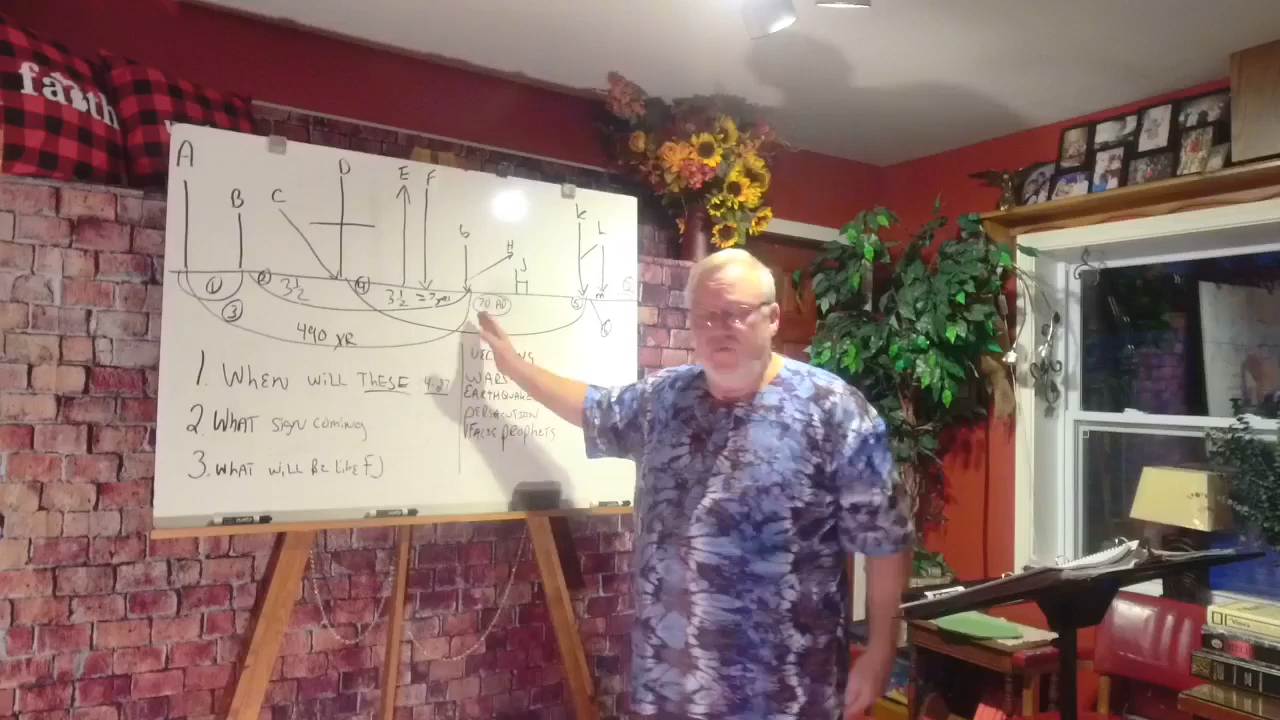 faith
A
B
C
D
E
F
G
H
J
H
K
L
m
1
2
3
4
5
3½
3½ =
70 AD
490 YR
1. WHEN WiLL THESE
2. WHAT SigN COMiNg
3. WHAT WiLL BE LiKE
WARS
EARTHQUAKE
FALSE PROPHETS